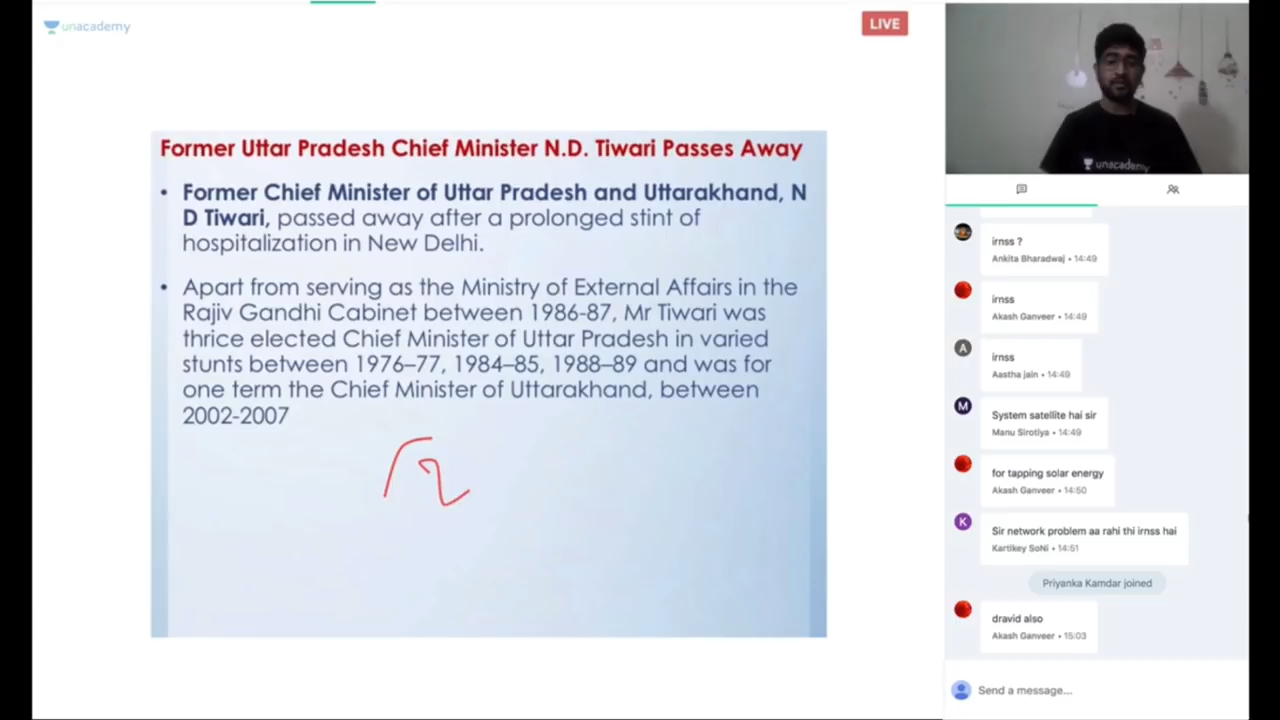 unacademy
LIVE
Former Uttar Pradesh Chief Minister N.D. Tiwari Passes Away
• Former Chief Minister of Uttar Pradesh and Uttarakhand, N
D Tiwari, passed away after a prolonged stint of
hospitalization in New Delhi.
• Apart from serving as the Ministry of External Affairs in the
Rajiv Gandhi Cabinet between 1986-87, Mr Tiwari was
thrice elected Chief Minister of Uttar Pradesh in varied
stunts between 1976–77, 1984–85, 1988–89 and was for
one term the Chief Minister of Uttarakhand, between
2002-2007
unacademy
irnss ?
Ankita Bharadwaj • 14:49
irnss
Akash Ganveer • 14:49
A
irnss
Aastha jain • 14:49
M
System satellite hai sir
Manu Sirotiya • 14:49
for tapping solar energy
Akash Ganveer • 14:50
K
Sir network problem aa rahi thi irnss hai
Kartikey SoNi • 14:51
Priyanka Kamdar joined
dravid also
Akash Ganveer • 15:03
Send a message...